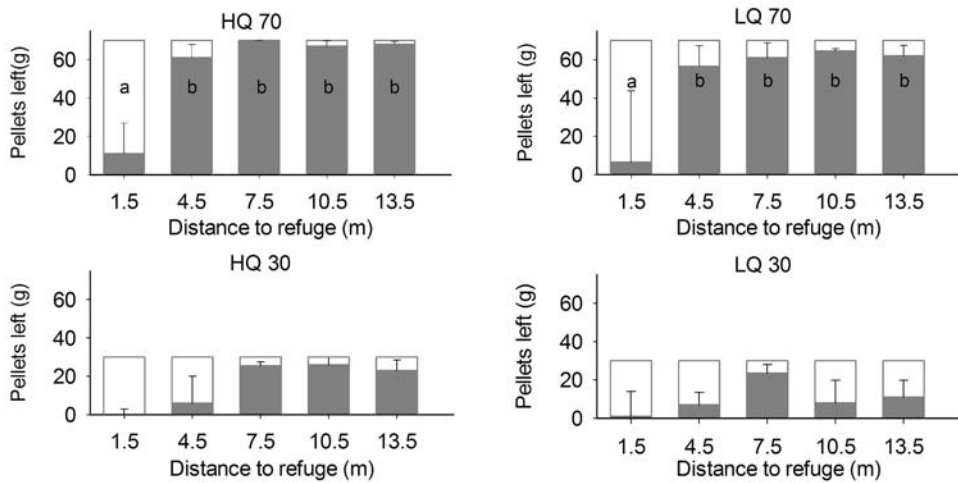 HQ 70
Pellets left(g)
60
40
20
0
a
b
b
b
b
1.5 4.5 7.5 10.5 13.5
Distance to refuge (m)
LQ 70
Pellets left (g)
60
40
20
0
a
b
b
b
b
1.5 4.5 7.5 10.5 13.5
Distance to refuge (m)
HQ 30
Pellets left (g)
60
40
20
0
1.5 4.5 7.5 10.5 13.5
Distance to refuge (m)
LQ 30
Pellets left (g)
60
40
20
0
1.5 4.5 7.5 10.5 13.5
Distance to refuge (m)